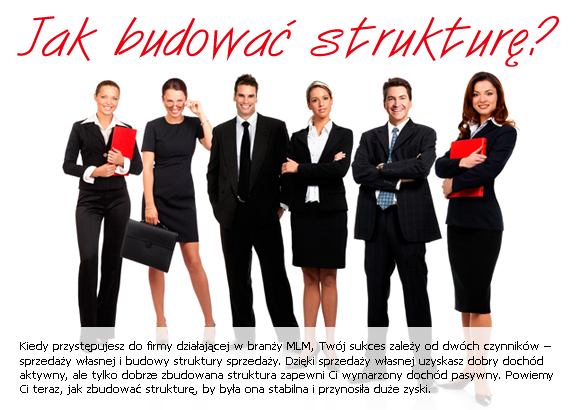 Jak budować strukturę?
Kiedy przystępujesz do firmy działającej w branży MLM, Twój sukces zależy od dwóch czynników –
sprzedaży własnej i budowy struktury sprzedaży. Dzięki sprzedaży własnej uzyskasz dobry dochód
aktywny, ale tylko dobrze zbudowana struktura zapewni Ci wymarzony dochód pasywny. Powiemy
Ci teraz, jak zbudować strukturę, by była ona stabilna i przynosiła duże zyski.